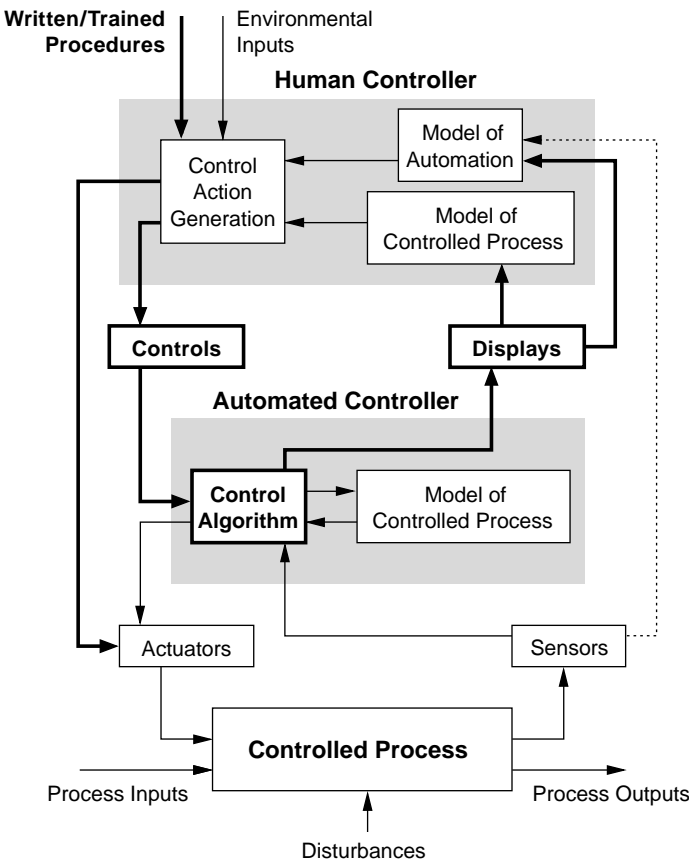 Written/Trained
Procedures
Environmental
Inputs
Human Controller
Control
Action
Generation
Model of
Automation
Model of
Controlled Process
Controls
Displays
Automated Controller
Control
Algorithm
Model of
Controlled Process
Actuators
Sensors
Controlled Process
Process Inputs
Process Outputs
Disturbances